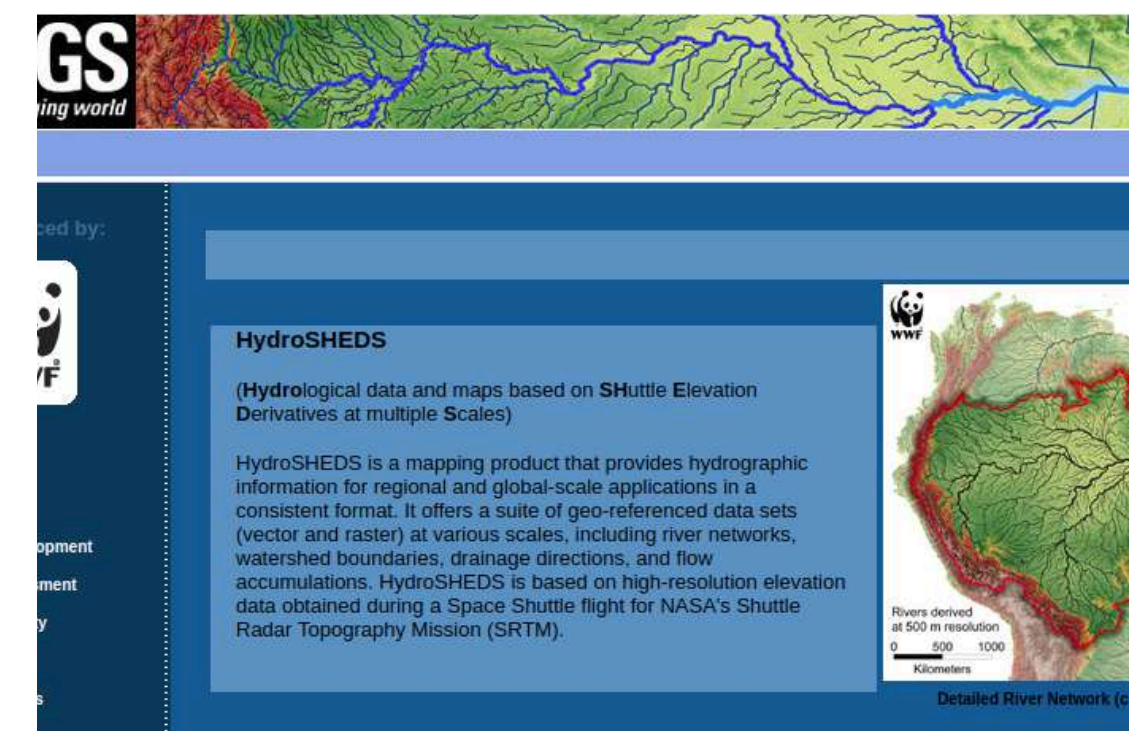 GS
ing world
ced by:
WWF
HydroSHEDS
(Hydrological data and maps based on SHuttle Elevation
Derivatives at multiple Scales)
HydroSHEDS is a mapping product that provides hydrographic
information for regional and global-scale applications in a
consistent format. It offers a suite of geo-referenced data sets
(vector and raster) at various scales, including river networks,
watershed boundaries, drainage directions, and flow
accumulations. HydroSHEDS is based on high-resolution elevation
data obtained during a Space Shuttle flight for NASA's Shuttle
Radar Topography Mission (SRTM).
opment
sment
y
s
Rivers derived
at 500 m resolution
0 500 1000
Kilometers
Detailed River Network (c